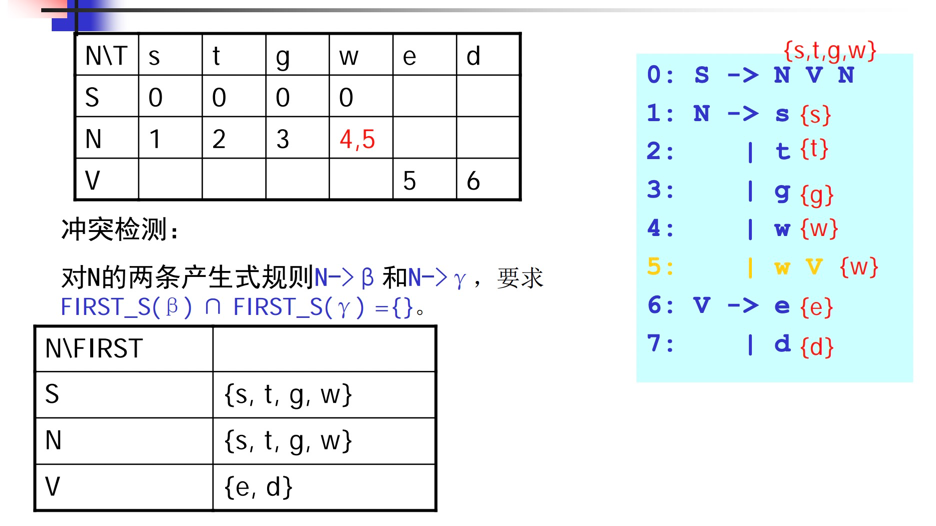 N\T s t g w e d
S 0 0 0 0
N 1 2 3 4,5
V 5 6
冲突检测：
对N的两条产生式规则N->β 和N->γ，要求
FIRST_S(β) ∩ FIRST_S(γ) ={}。
N\FIRST
S {s, t, g, w}
N {s, t, g, w}
V {e, d}
{s,t,g,w}
0: S -> N V N
1: N -> s {s}
2: | t {t}
3: | g {g}
4: | w {w}
5: | w V {w}
6: V -> e {e}
7: | d {d}